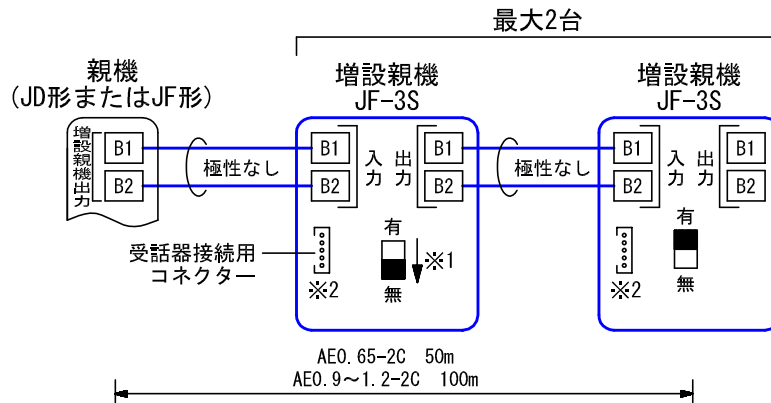 最大2台
親機
(JD形またはJF形)
増設親機
JF-3S
増設親機
JF-3S
増設親機出力
B1
B2
極性なし
B1
B2
入力
出力
B1
B2
極性なし
B1
B2
入力
出力
B1
B2
受話器接続用
コネクター
※2
有
無
※1
※2
有
無
AE0.65-2C 50m
AE0.9～1.2-2C 100m